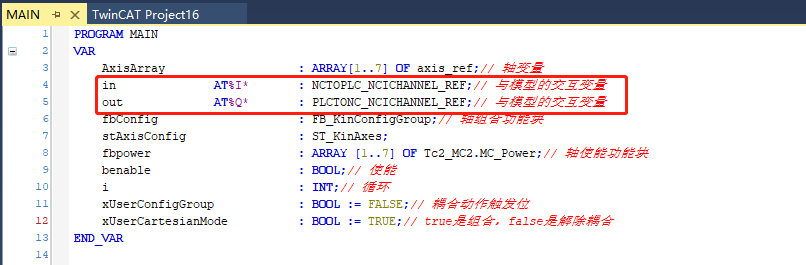 MAIN TwinCAT Project16
1 PROGRAM MAIN
2 VAR
3 AxisArray : ARRAY[1..7] OF axis_ref;// 轴变量
4 in AT%I* : NCTOPLC_NCICHANNEL_REF;// 与模型的交互变量
5 out AT%Q* : PLCTONC_NCICHANNEL_REF;// 与模型的交互变量
6 fbConfig : FB_KinConfigGroup;// 轴组合功能块
7 stAxisConfig : ST_KinAxes;
8 fbpower : ARRAY [1..7] OF Tc2_MC2.MC_Power;// 轴使能功能块
9 benable : BOOL;// 使能
10 i : INT;// 循环
11 xUserConfigGroup : BOOL := FALSE;// 耦合动作触发位
12 xUserCartesianMode : BOOL := TRUE;// true是组合，false是解除耦合
13 END_VAR
14